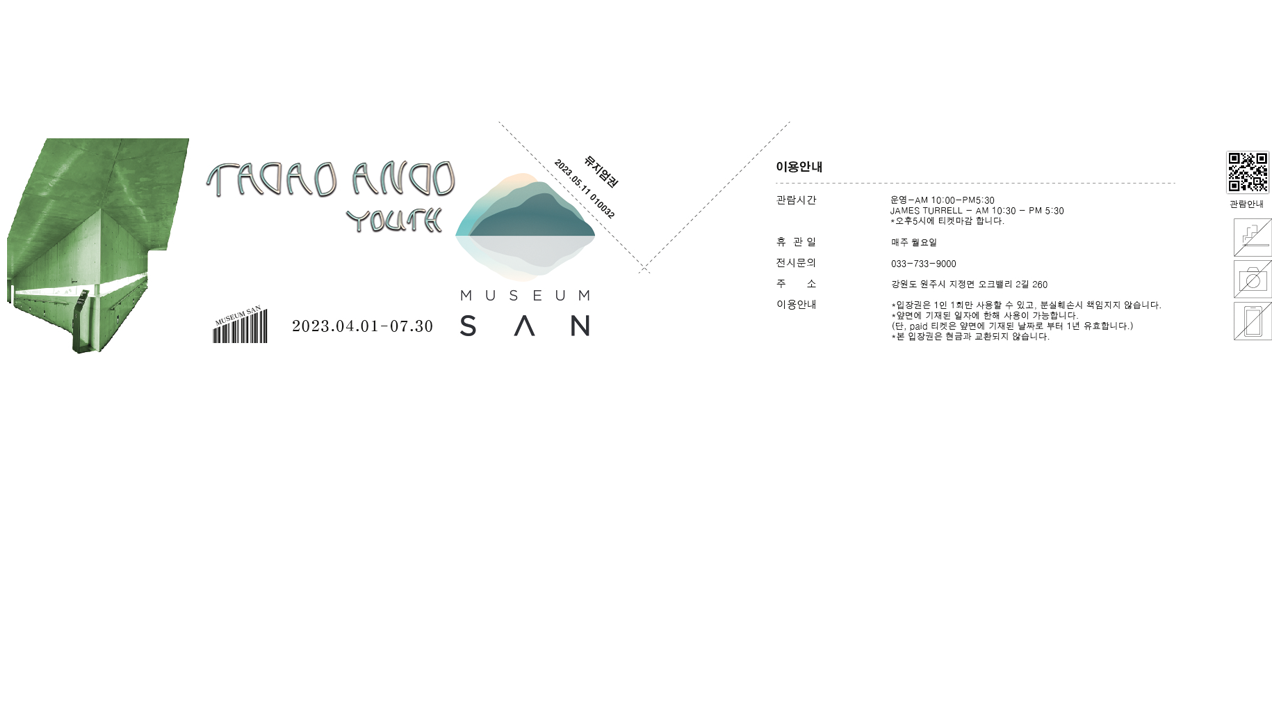 TADAO ANDO
YOUTH
뮤지엄권
2023.05.11 010032
MUSEUM
SAN
MUSEUM SAN
2023.04.01-07.30
이용안내
관람시간 운영-AM 10:00-PM5:30
JAMES TURRELL - AM 10:30 - PM 5:30
*오후5시에 티켓마감 합니다.
휴 관 일 매주 월요일
전시문의 033-733-9000
주 소 강원도 원주시 지정면 오크밸리 2길 260
이용안내 *입장권은 1인 1회만 사용할 수 있고, 분실훼손시 책임지지 않습니다.
*앞면에 기재된 일자에 한해 사용이 가능합니다.
(단, paid 티켓은 앞면에 기재된 날짜로 부터 1년 유효합니다.)
*본 입장권은 현금과 교환되지 않습니다.
관람안내